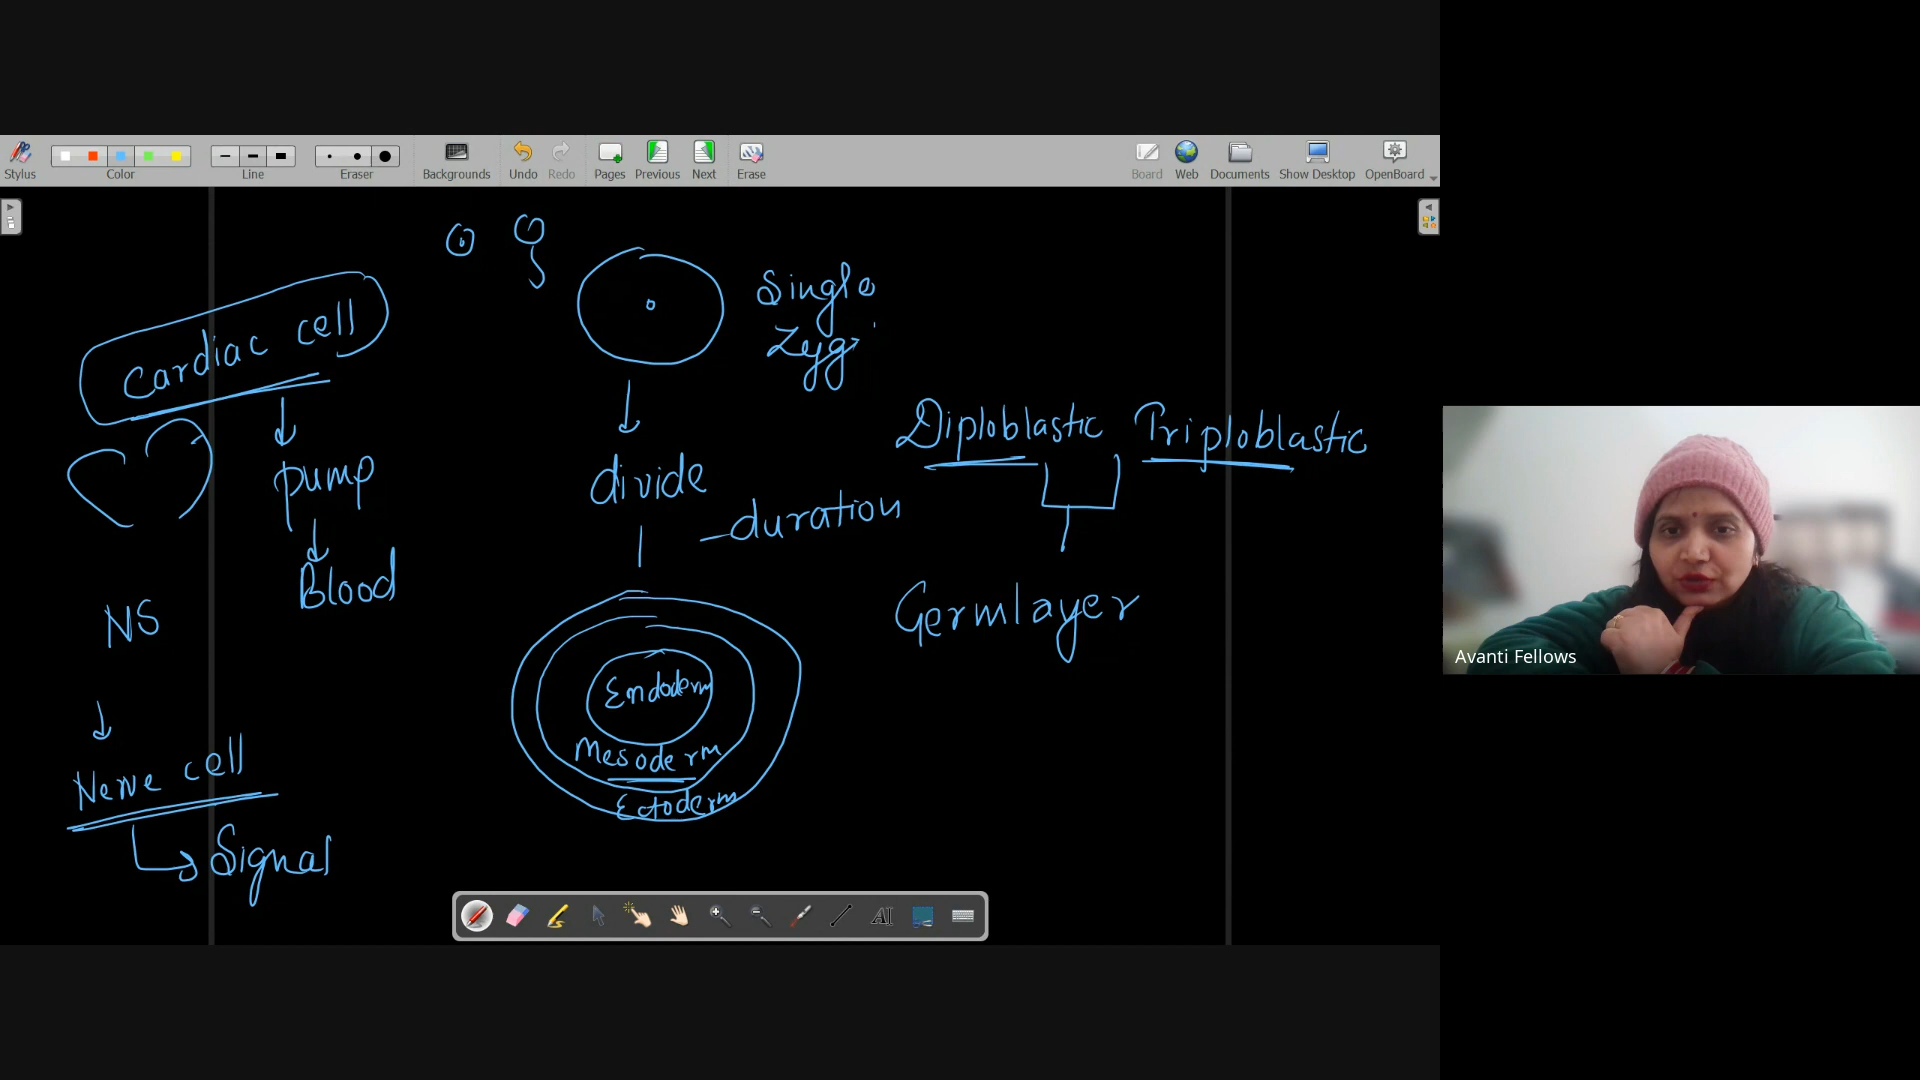 Stylus
Color
Line
Eraser
Backgrounds
Undo
Redo
Pages
Previous
Next
Erase
Board
Web
Documents
Show Desktop
OpenBoard
Single
Zyg
Cardiac cell
pump
Blood
NS
Nerve cell
Signal
divide
duration
Endoderm
Mesoderm
Ectoderm
Diploblastic Triploblastic
Germlayer
Avanti Fellows